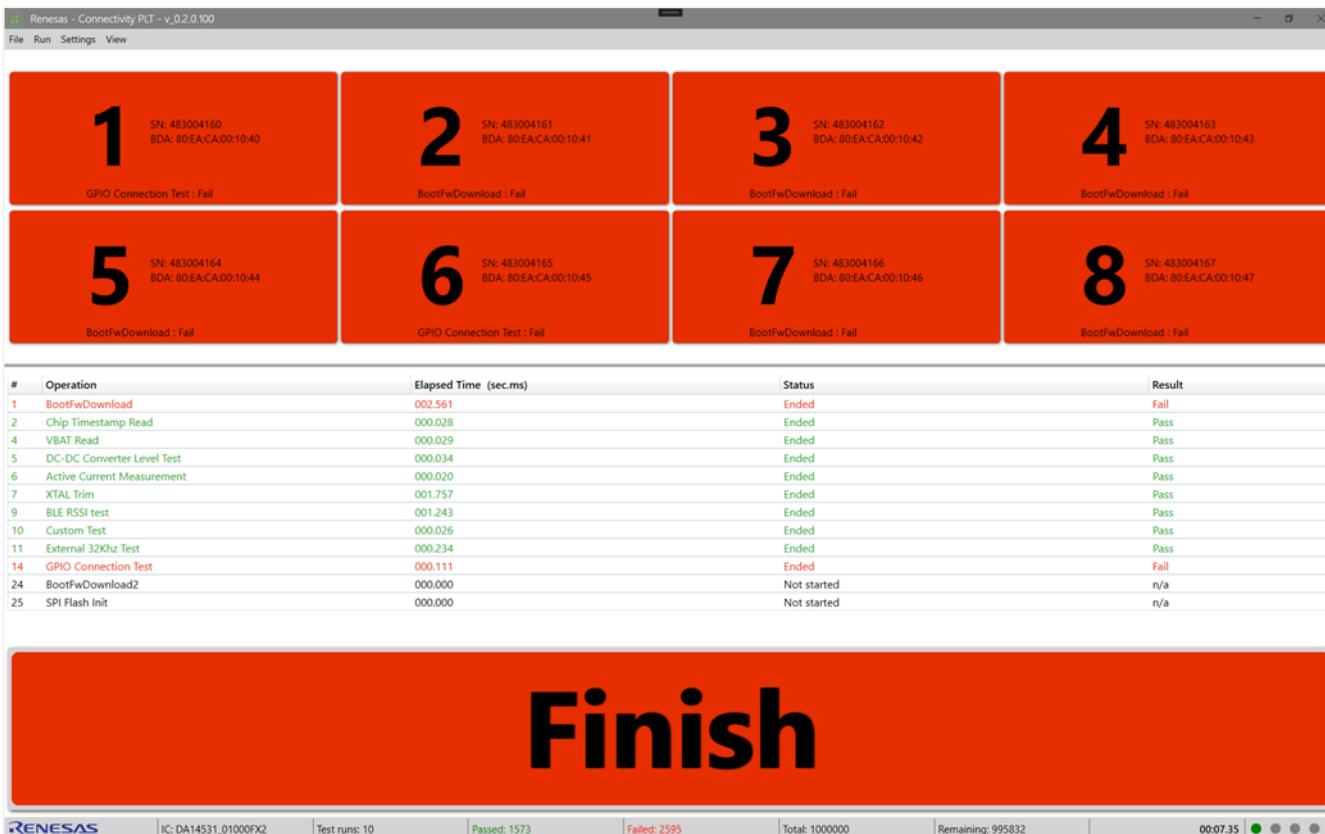 Renesas - Connectivity PLT - v_0.2.0.100
File Run Settings View
1
SN: 483004160
BDA: 80:EA:CA:00:10:40
GPIO Connection Test : Fail
2
SN: 483004161
BDA: 80:EA:CA:00:10:41
BootFwDownload : Fail
3
SN: 483004162
BDA: 80:EA:CA:00:10:42
BootFwDownload : Fail
4
SN: 483004163
BDA: 80:EA:CA:00:10:43
BootFwDownload : Fail
5
SN: 483004164
BDA: 80:EA:CA:00:10:44
BootFwDownload : Fail
6
SN: 483004165
BDA: 80:EA:CA:00:10:45
GPIO Connection Test : Fail
7
SN: 483004166
BDA: 80:EA:CA:00:10:46
BootFwDownload : Fail
8
SN: 483004167
BDA: 80:EA:CA:00:10:47
BootFwDownload : Fail
# Operation Elapsed Time (sec.ms) Status Result
1 BootFwDownload 002.561 Ended Fail
2 Chip Timestamp Read 000.028 Ended Pass
4 VBAT Read 000.029 Ended Pass
5 DC-DC Converter Level Test 000.034 Ended Pass
6 Active Current Measurement 000.020 Ended Pass
7 XTAL Trim 001.757 Ended Pass
9 BLE RSSI test 001.243 Ended Pass
10 Custom Test 000.026 Ended Pass
11 External 32Khz Test 000.234 Ended Pass
14 GPIO Connection Test 000.111 Ended Fail
24 BootFwDownload2 000.000 Not started n/a
25 SPI Flash Init 000.000 Not started n/a
Finish
RENESAS IC: DA14531_01000FX2 Test runs: 10 Passed: 1573 Failed: 2595 Total: 1000000 Remaining: 995832 00:07.35